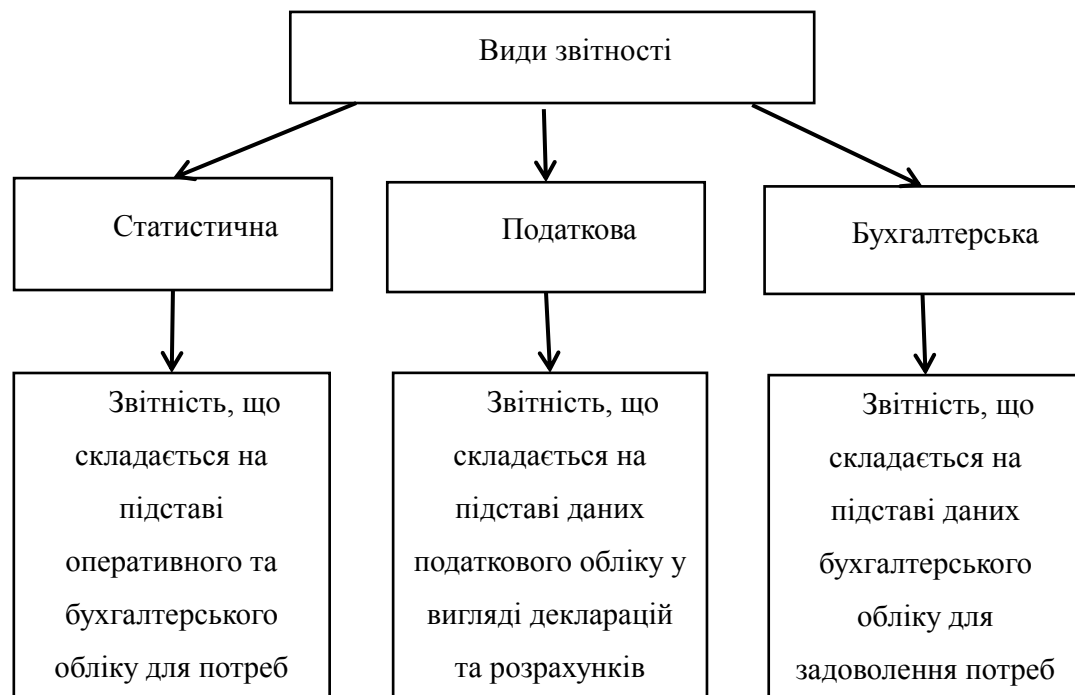 Види звітності
Статистична
Податкова
Бухгалтерська
Звітність, що
складається на
підставі
оперативного та
бухгалтерського
обліку для потреб
Звітність, що
складається на
підставі даних
податкового обліку у
вигляді декларацій
та розрахунків
Звітність, що
складається на
підставі даних
бухгалтерського
обліку для
задоволення потреб